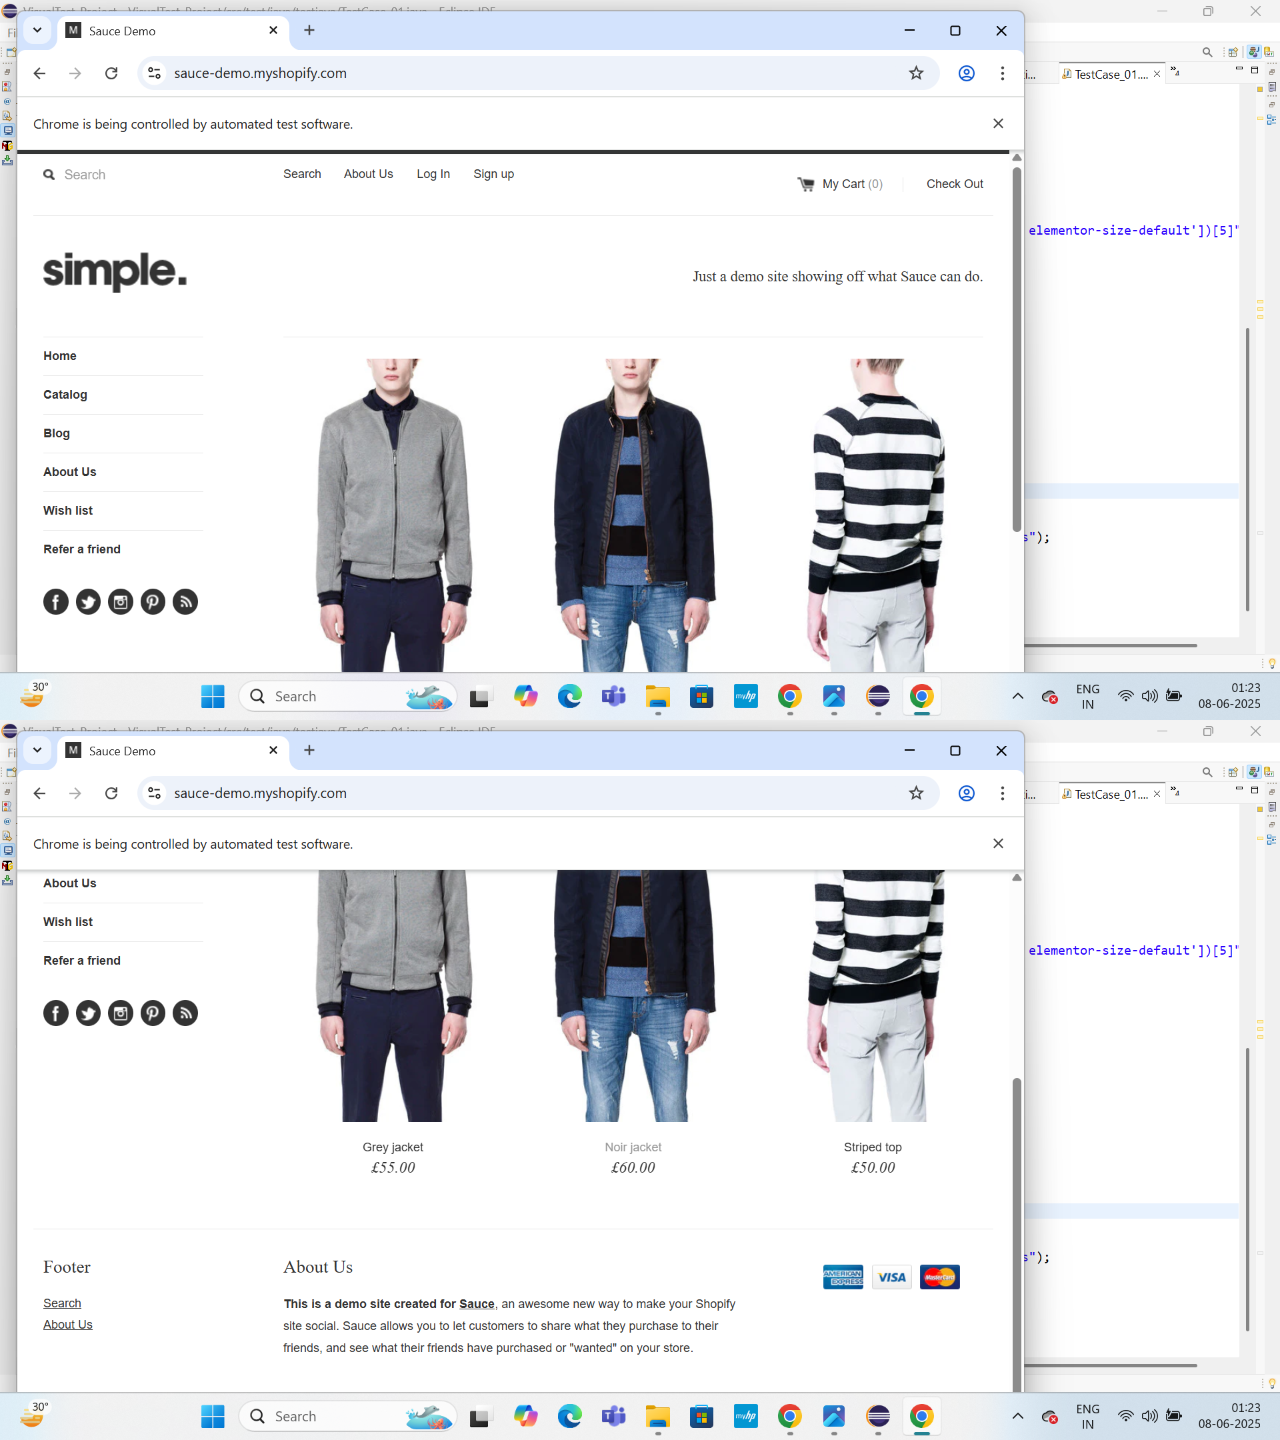 Sauce Demo
sauce-demo.myshopify.com
TestCase_01....
Chrome is being controlled by automated test software.
Search
Search About Us Log In Sign up
My Cart (0) Check Out
elementor-size-default'])[5]"
simple.
Just a demo site showing off what Sauce can do.
Home
Catalog
Blog
About Us
Wish list
Refer a friend
s");
30°
Search
myhp
ENG
IN
01:23
08-06-2025
Sauce Demo
sauce-demo.myshopify.com
TestCase_01....
Chrome is being controlled by automated test software.
About Us
Wish list
Refer a friend
elementor-size-default'])[5]"
Grey jacket
£55.00
Noir jacket
£60.00
Striped top
£50.00
s");
Footer
Search
About Us
About Us
This is a demo site created for Sauce, an awesome new way to make your Shopify
site social. Sauce allows you to let customers to share what they purchase to their
friends, and see what their friends have purchased or "wanted" on your store.
AMERICAN EXPRESS
VISA
MasterCard
30°
Search
myhp
ENG
IN
01:23
08-06-2025